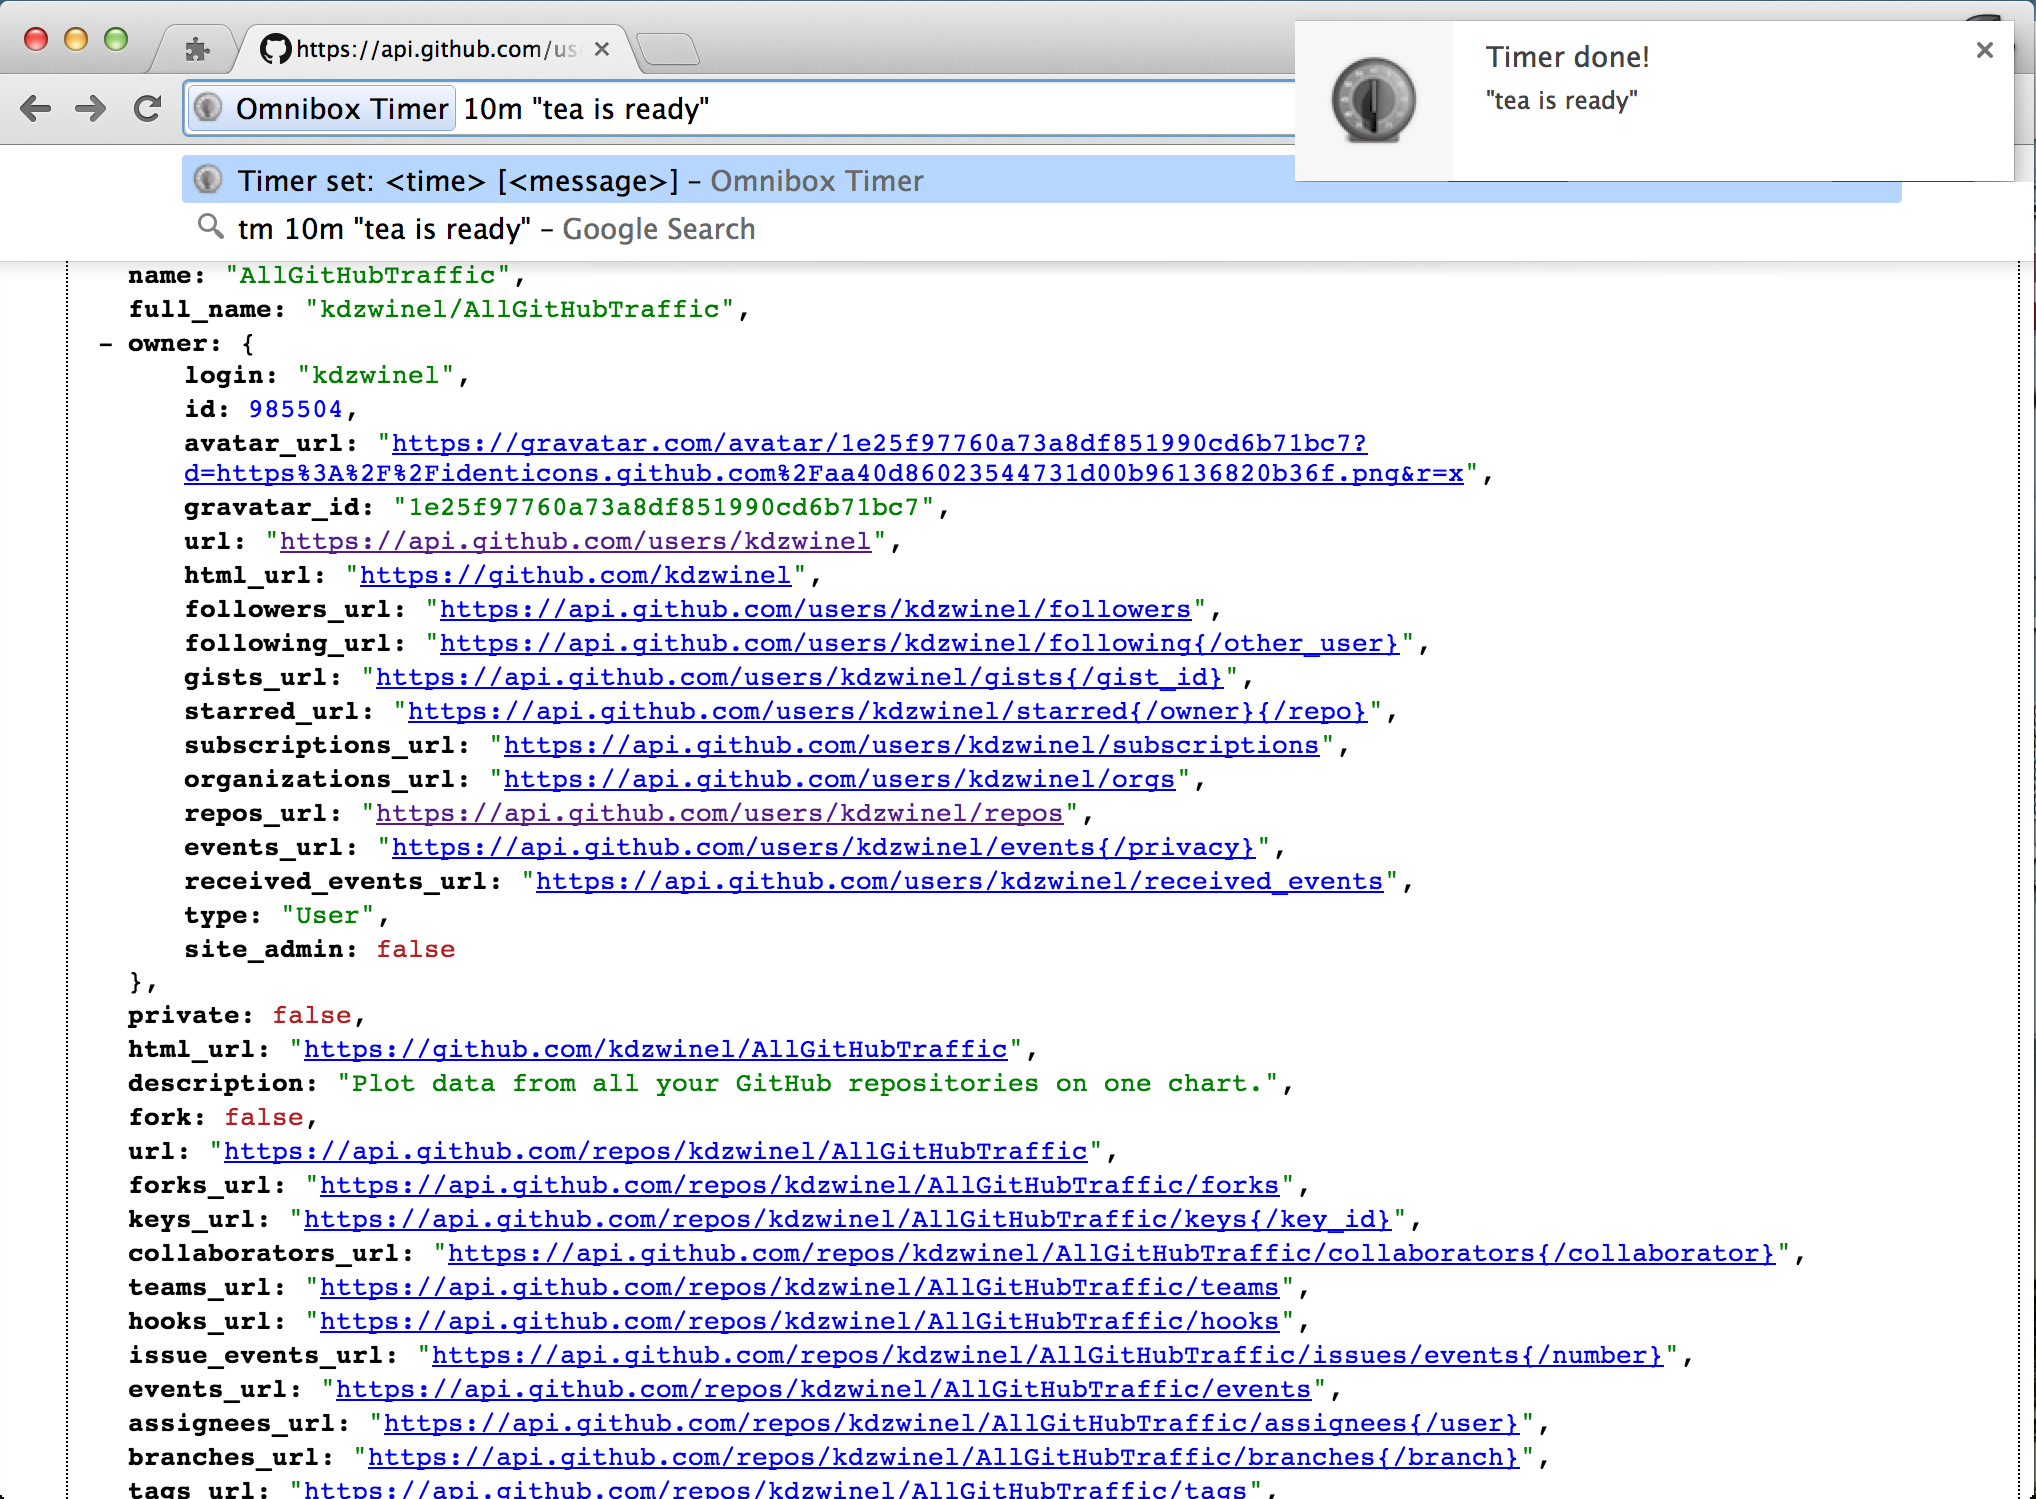 https://api.github.com/us
Omnibox Timer 10m "tea is ready"
Timer done!
"tea is ready"
Timer set: <time> [<message>] – Omnibox Timer
tm 10m "tea is ready" – Google Search
name: "AllGitHubTraffic",
full_name: "kdzwinel/AllGitHubTraffic",
- owner: {
login: "kdzwinel",
id: 985504,
avatar_url: "https://gravatar.com/avatar/1e25f97760a73a8df851990cd6b71bc7?
d=https%3A%2F%2Fidenticons.github.com%2Faa40d86023544731d00b96136820b36f.png&r=x",
gravatar_id: "1e25f97760a73a8df851990cd6b71bc7",
url: "https://api.github.com/users/kdzwinel",
html_url: "https://github.com/kdzwinel",
followers_url: "https://api.github.com/users/kdzwinel/followers",
following_url: "https://api.github.com/users/kdzwinel/following{/other_user}",
gists_url: "https://api.github.com/users/kdzwinel/gists{/gist_id}",
starred_url: "https://api.github.com/users/kdzwinel/starred{/owner}{/repo}",
subscriptions_url: "https://api.github.com/users/kdzwinel/subscriptions",
organizations_url: "https://api.github.com/users/kdzwinel/orgs",
repos_url: "https://api.github.com/users/kdzwinel/repos",
events_url: "https://api.github.com/users/kdzwinel/events{/privacy}",
received_events_url: "https://api.github.com/users/kdzwinel/received_events",
type: "User",
site_admin: false
},
private: false,
html_url: "https://github.com/kdzwinel/AllGitHubTraffic",
description: "Plot data from all your GitHub repositories on one chart.",
fork: false,
url: "https://api.github.com/repos/kdzwinel/AllGitHubTraffic",
forks_url: "https://api.github.com/repos/kdzwinel/AllGitHubTraffic/forks",
keys_url: "https://api.github.com/repos/kdzwinel/AllGitHubTraffic/keys{/key_id}",
collaborators_url: "https://api.github.com/repos/kdzwinel/AllGitHubTraffic/collaborators{/collaborator}",
teams_url: "https://api.github.com/repos/kdzwinel/AllGitHubTraffic/teams",
hooks_url: "https://api.github.com/repos/kdzwinel/AllGitHubTraffic/hooks",
issue_events_url: "https://api.github.com/repos/kdzwinel/AllGitHubTraffic/issues/events{/number}",
events_url: "https://api.github.com/repos/kdzwinel/AllGitHubTraffic/events",
assignees_url: "https://api.github.com/repos/kdzwinel/AllGitHubTraffic/assignees{/user}",
branches_url: "https://api.github.com/repos/kdzwinel/AllGitHubTraffic/branches{/branch}",
tags_url: "https://api.github.com/repos/kdzwinel/AllGitHubTraffic/tags",